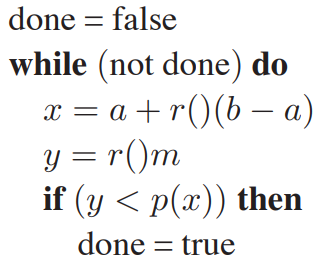 done = false
while (not done) do
x = a + r()(b − a)
y = r()m
if (y < p(x)) then
done = true